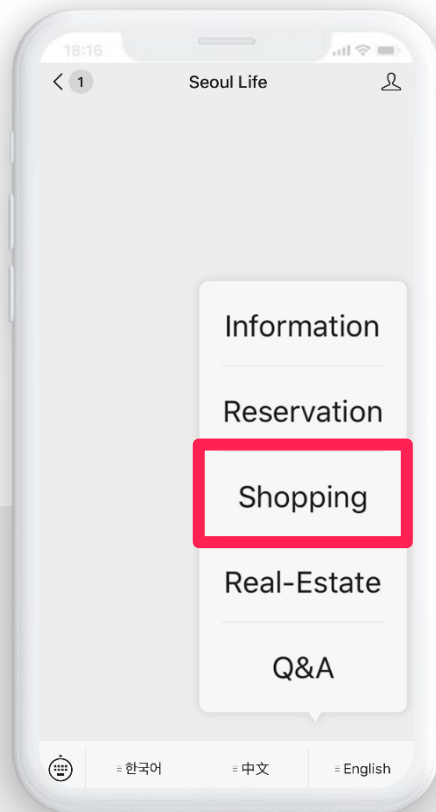 18:16
1 Seoul Life
Information
Reservation
Shopping
Real-Estate
Q&A
≡ 한국어 ≡ 中文 ≡ English